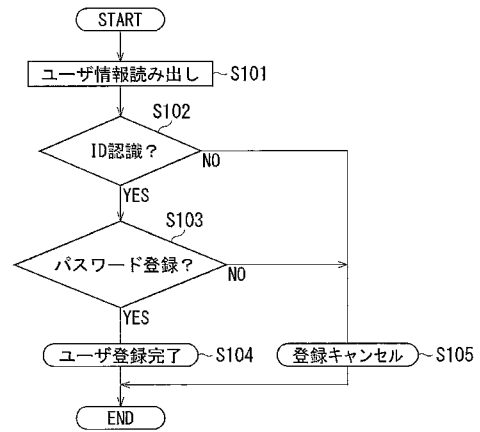 START
ユーザ情報読み出し
S101
S102
ID認識?
NO
YES
S103
パスワード登録?
NO
YES
ユーザ登録完了
S104
登録キャンセル
S105
END